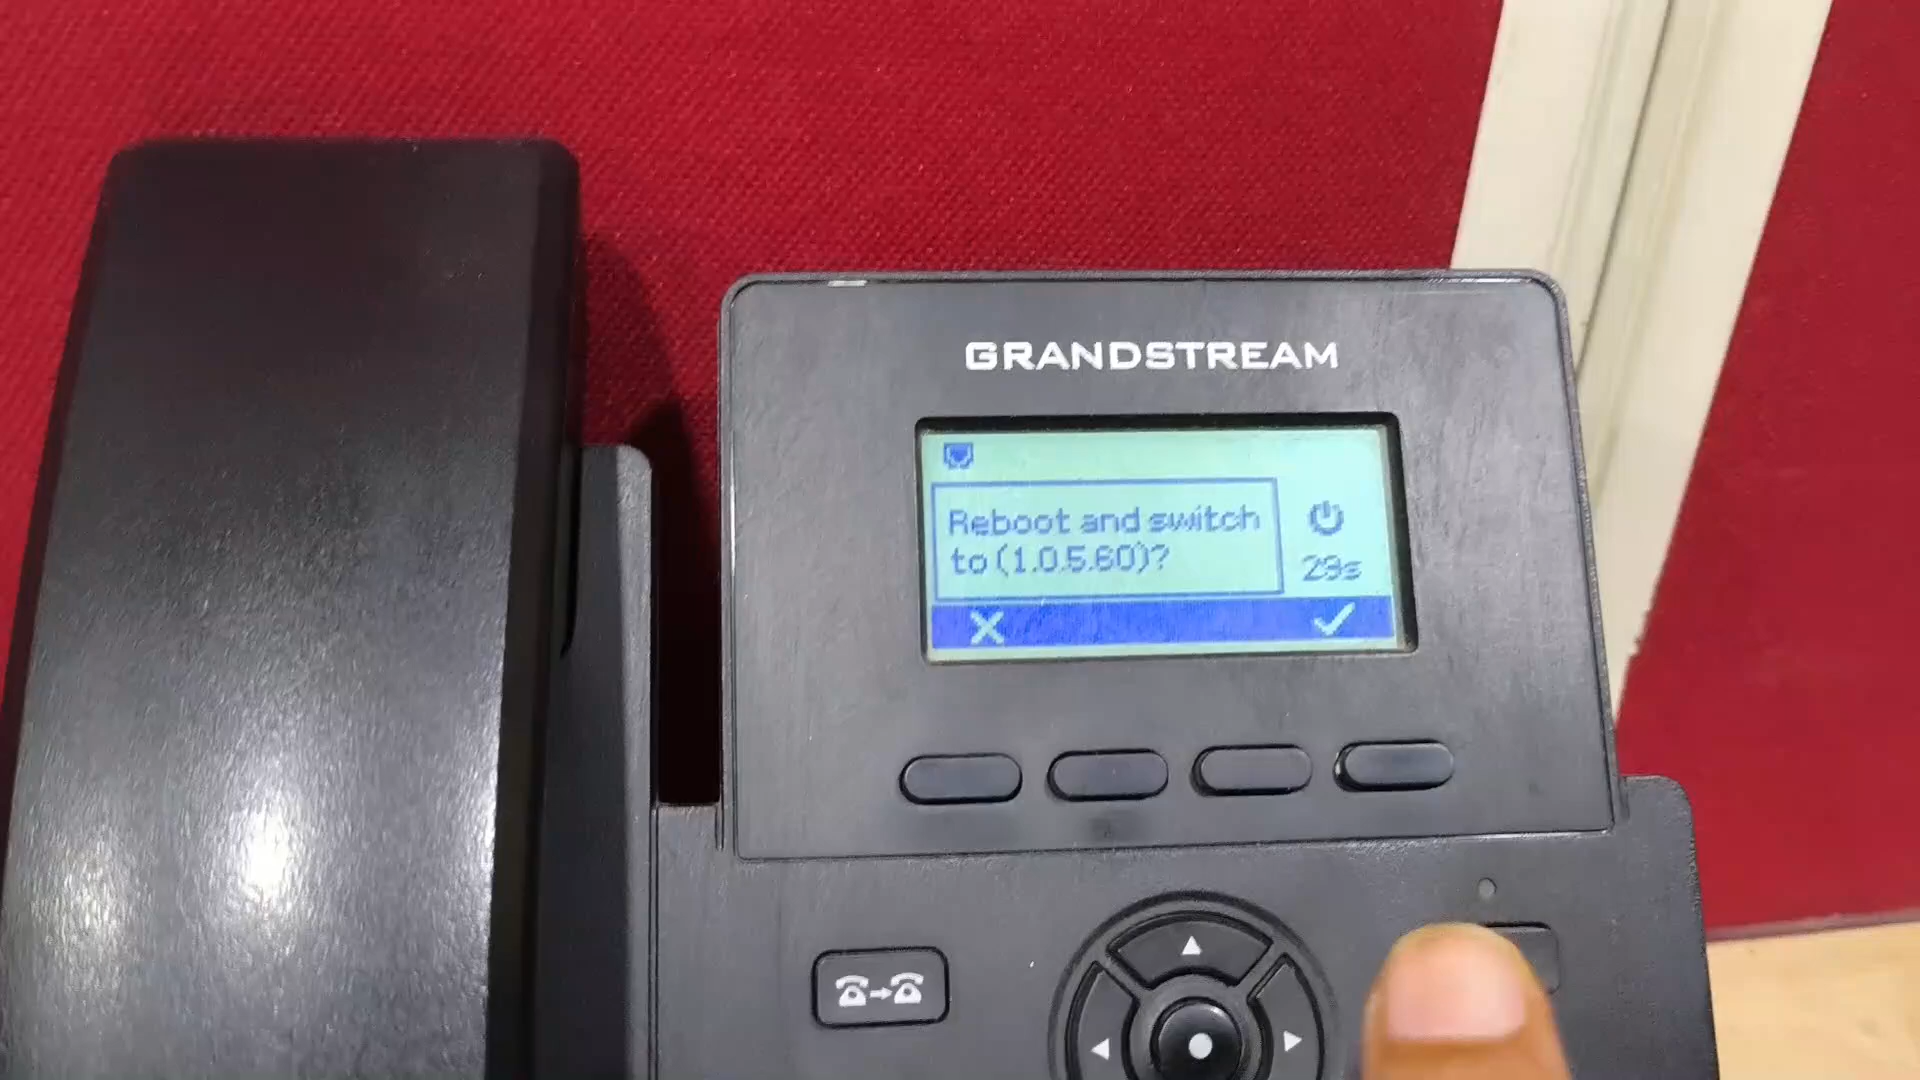 GRANDSTREAM
Reboot and switch
to (1.0.5.60)?
29s